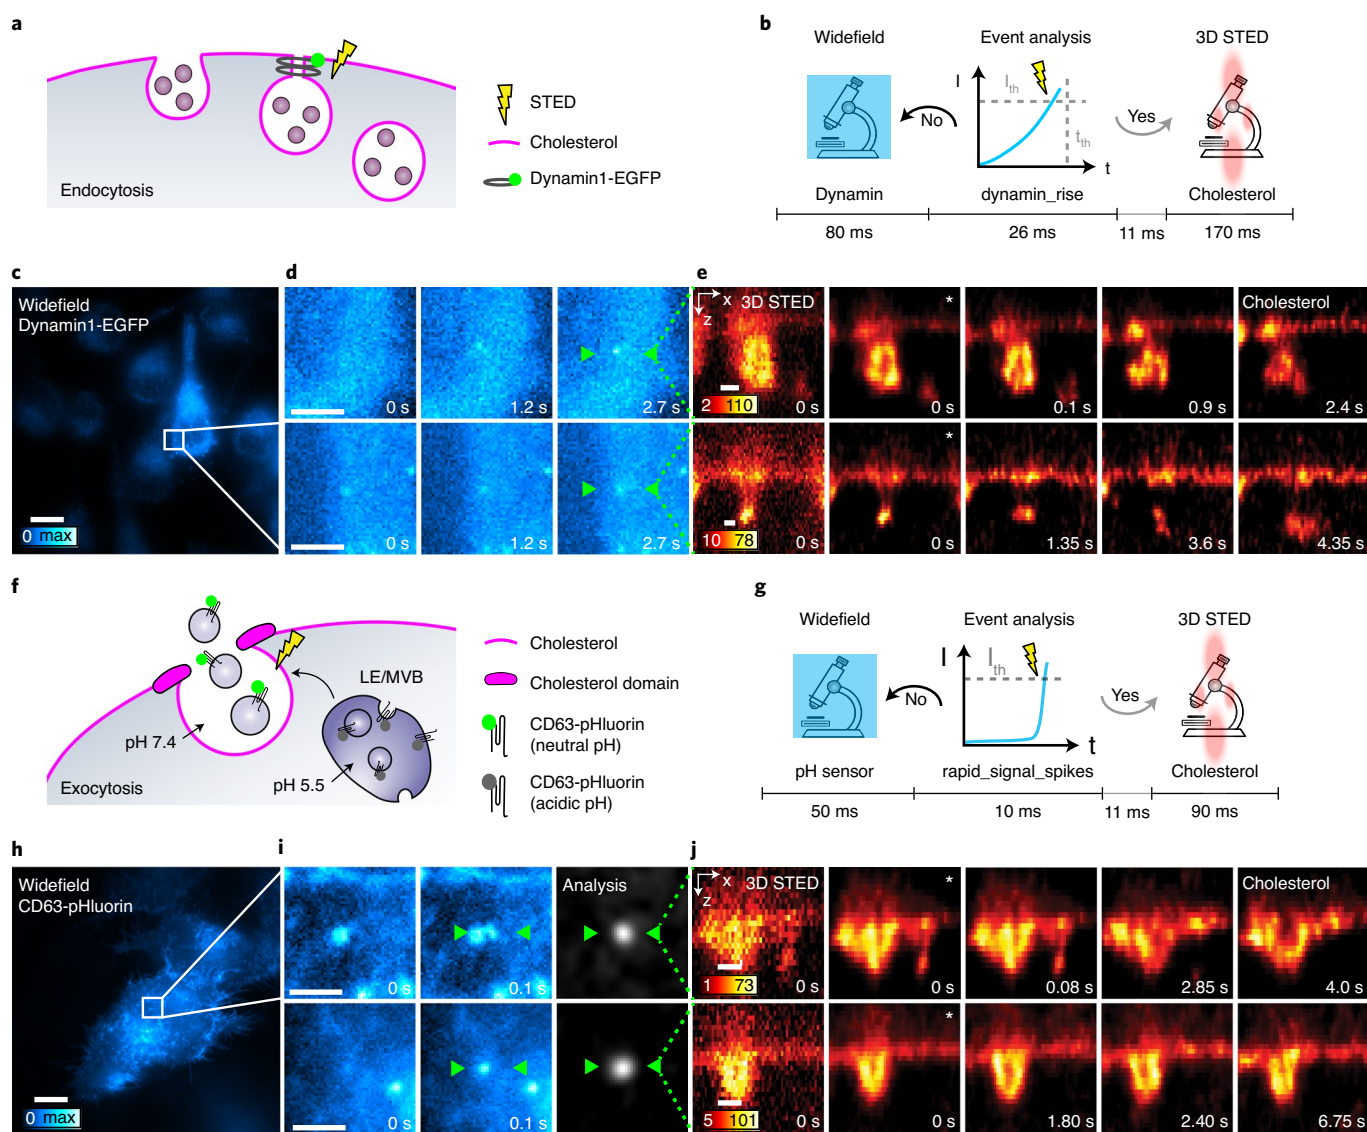 a
STED
Cholesterol
Dynamin1-EGFP
Endocytosis
b
Widefield
Event analysis
3D STED
I
I_th
t_th
t
No
Yes
Dynamin
dynamin_rise
Cholesterol
80 ms
26 ms
11 ms
170 ms
c
Widefield
Dynamin1-EGFP
0 max
d
0 s
1.2 s
2.7 s
0 s
1.2 s
2.7 s
e
x
z
3D STED
2 110
0 s
*
0 s
0.1 s
0.9 s
Cholesterol
2.4 s
10 78
0 s
*
0 s
1.35 s
3.6 s
4.35 s
f
LE/MVB
pH 7.4
pH 5.5
Exocytosis
Cholesterol
Cholesterol domain
CD63-pHluorin
(neutral pH)
CD63-pHluorin
(acidic pH)
g
Widefield
Event analysis
3D STED
I
I_th
t
No
Yes
pH sensor
rapid_signal_spikes
Cholesterol
50 ms
10 ms
11 ms
90 ms
h
Widefield
CD63-pHluorin
0 max
i
0 s
0.1 s
Analysis
0 s
0.1 s
j
x
z
3D STED
1 73
0 s
*
0 s
0.08 s
2.85 s
Cholesterol
4.0 s
5 101
0 s
*
0 s
1.80 s
2.40 s
6.75 s